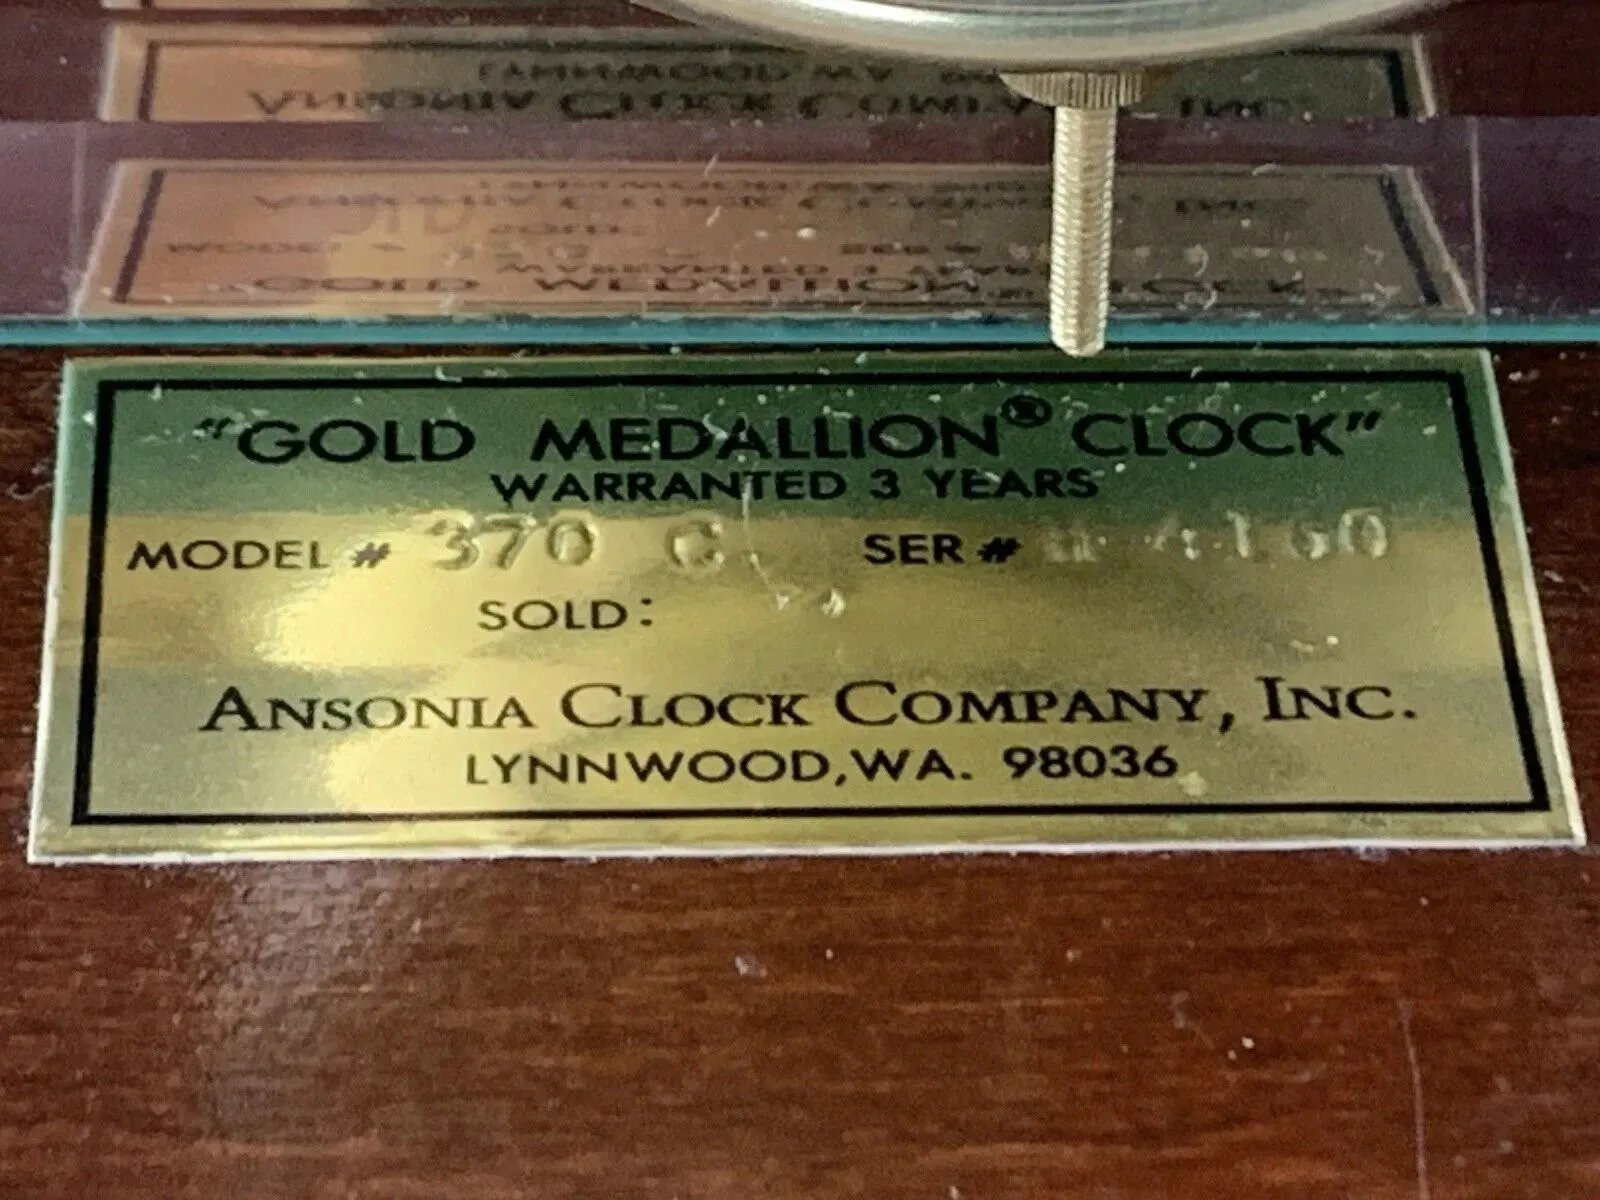 "GOLD MEDALLION® CLOCK"
WARRANTED 3 YEARS
MODEL # 370 C SER #
SOLD:
ANSONIA CLOCK COMPANY, INC.
LYNNWOOD, WA. 98036